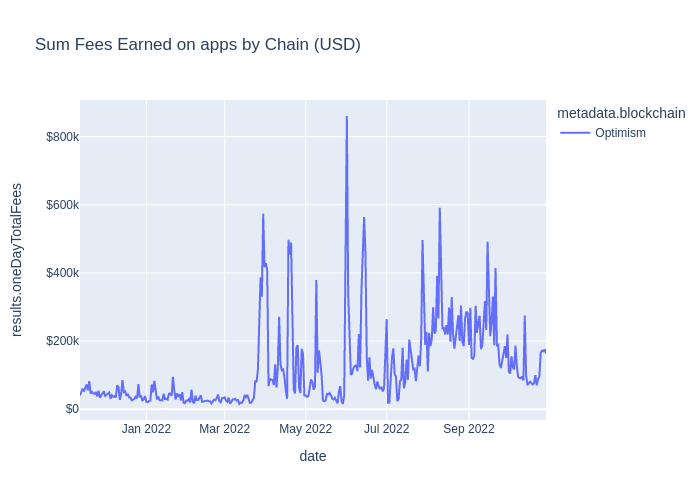 Sum Fees Earned on apps by Chain (USD)
metadata.blockchain
Optimism
results.oneDayTotalFees
$800k
$600k
$400k
$200k
$0
Jan 2022
Mar 2022
May 2022
Jul 2022
Sep 2022
date